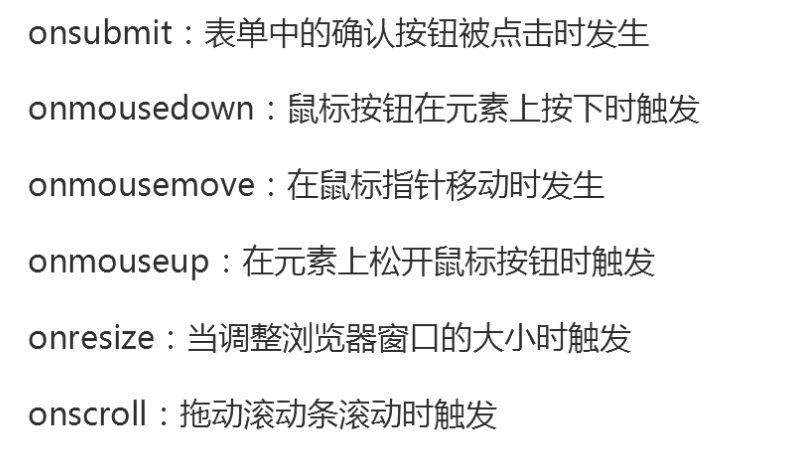 onsubmit：表单中的确认按钮被点击时发生
onmousedown：鼠标按钮在元素上按下时触发
onmousemove：在鼠标指针移动时发生
onmouseup：在元素上松开鼠标按钮时触发
onresize：当调整浏览器窗口的大小时触发
onscroll：拖动滚动条滚动时触发